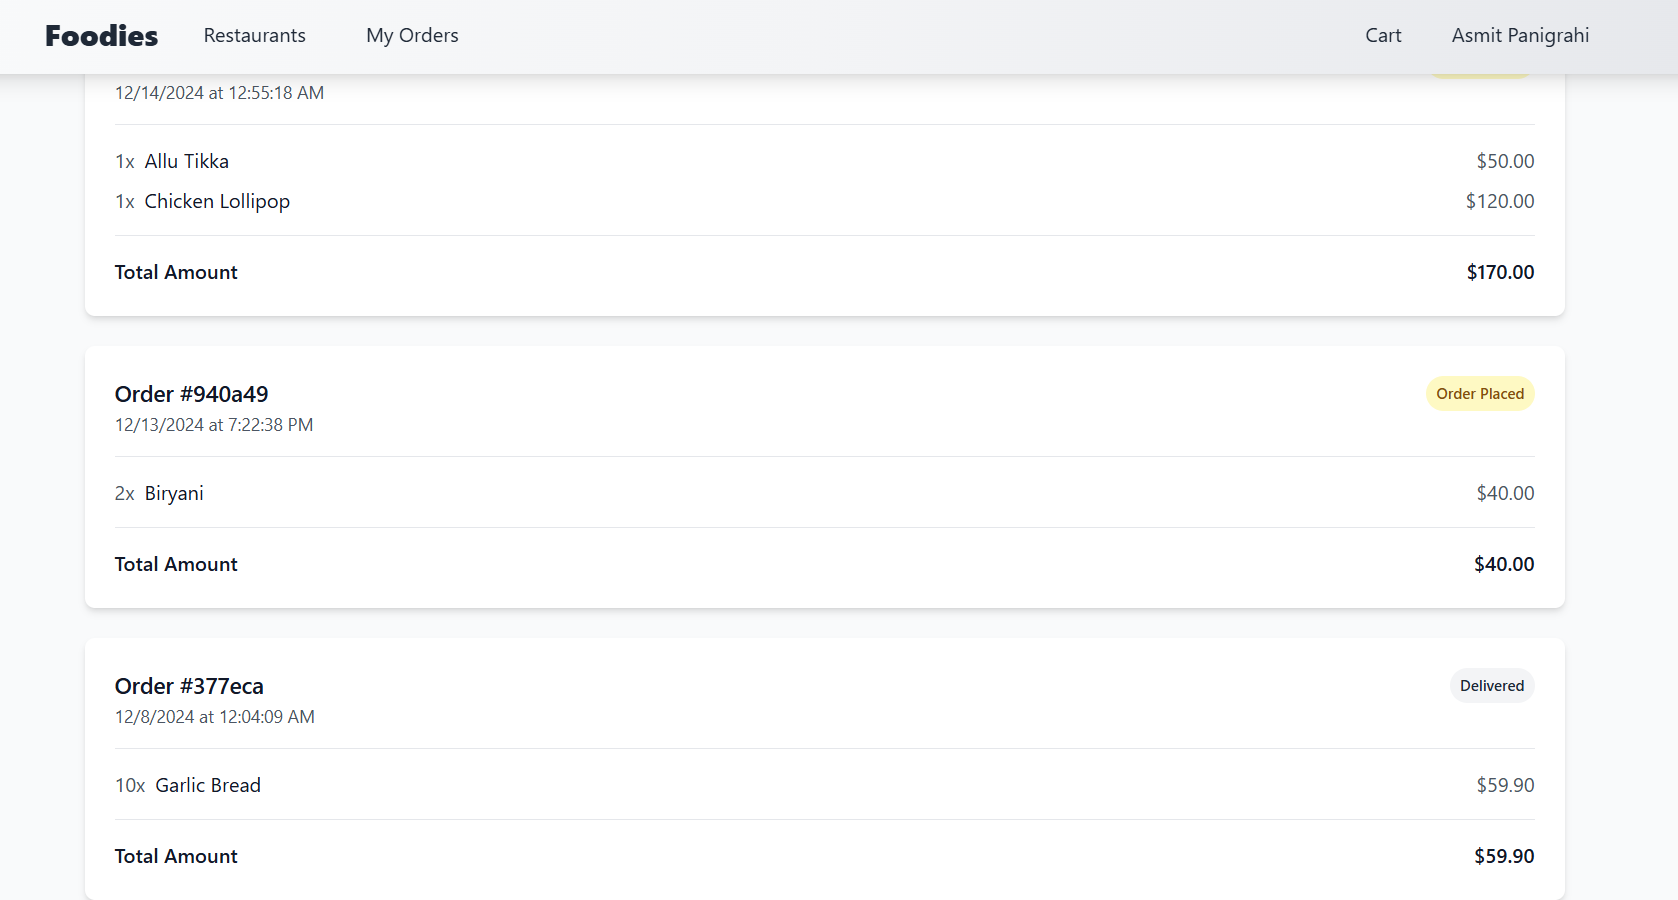 Foodies Restaurants My Orders Cart Asmit Panigrahi
12/14/2024 at 12:55:18 AM
1x Allu Tikka $50.00
1x Chicken Lollipop $120.00
Total Amount $170.00
Order #940a49 Order Placed
12/13/2024 at 7:22:38 PM
2x Biryani $40.00
Total Amount $40.00
Order #377eca Delivered
12/8/2024 at 12:04:09 AM
10x Garlic Bread $59.90
Total Amount $59.90